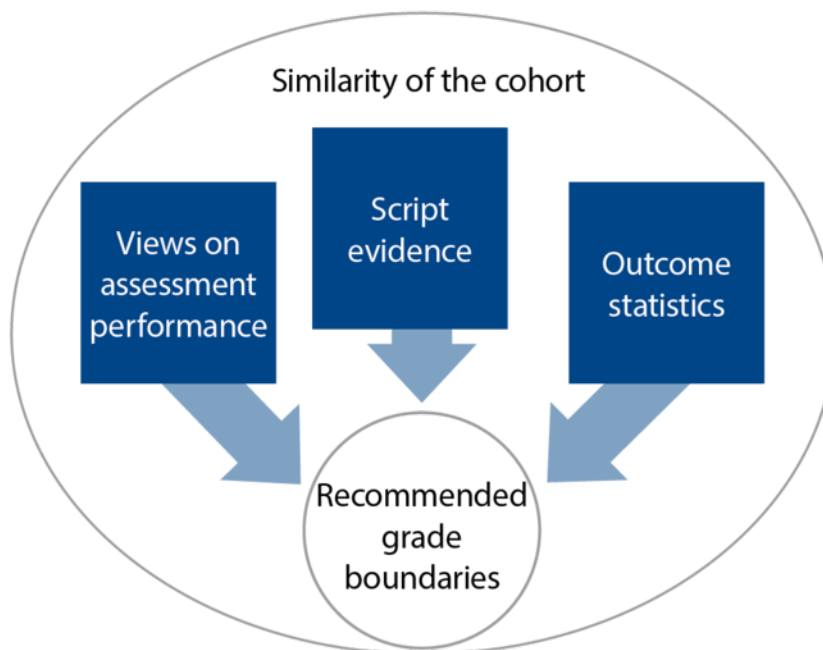 Similarity of the cohort
Views on
assessment
performance
Script
evidence
Outcome
statistics
Recommended
grade
boundaries